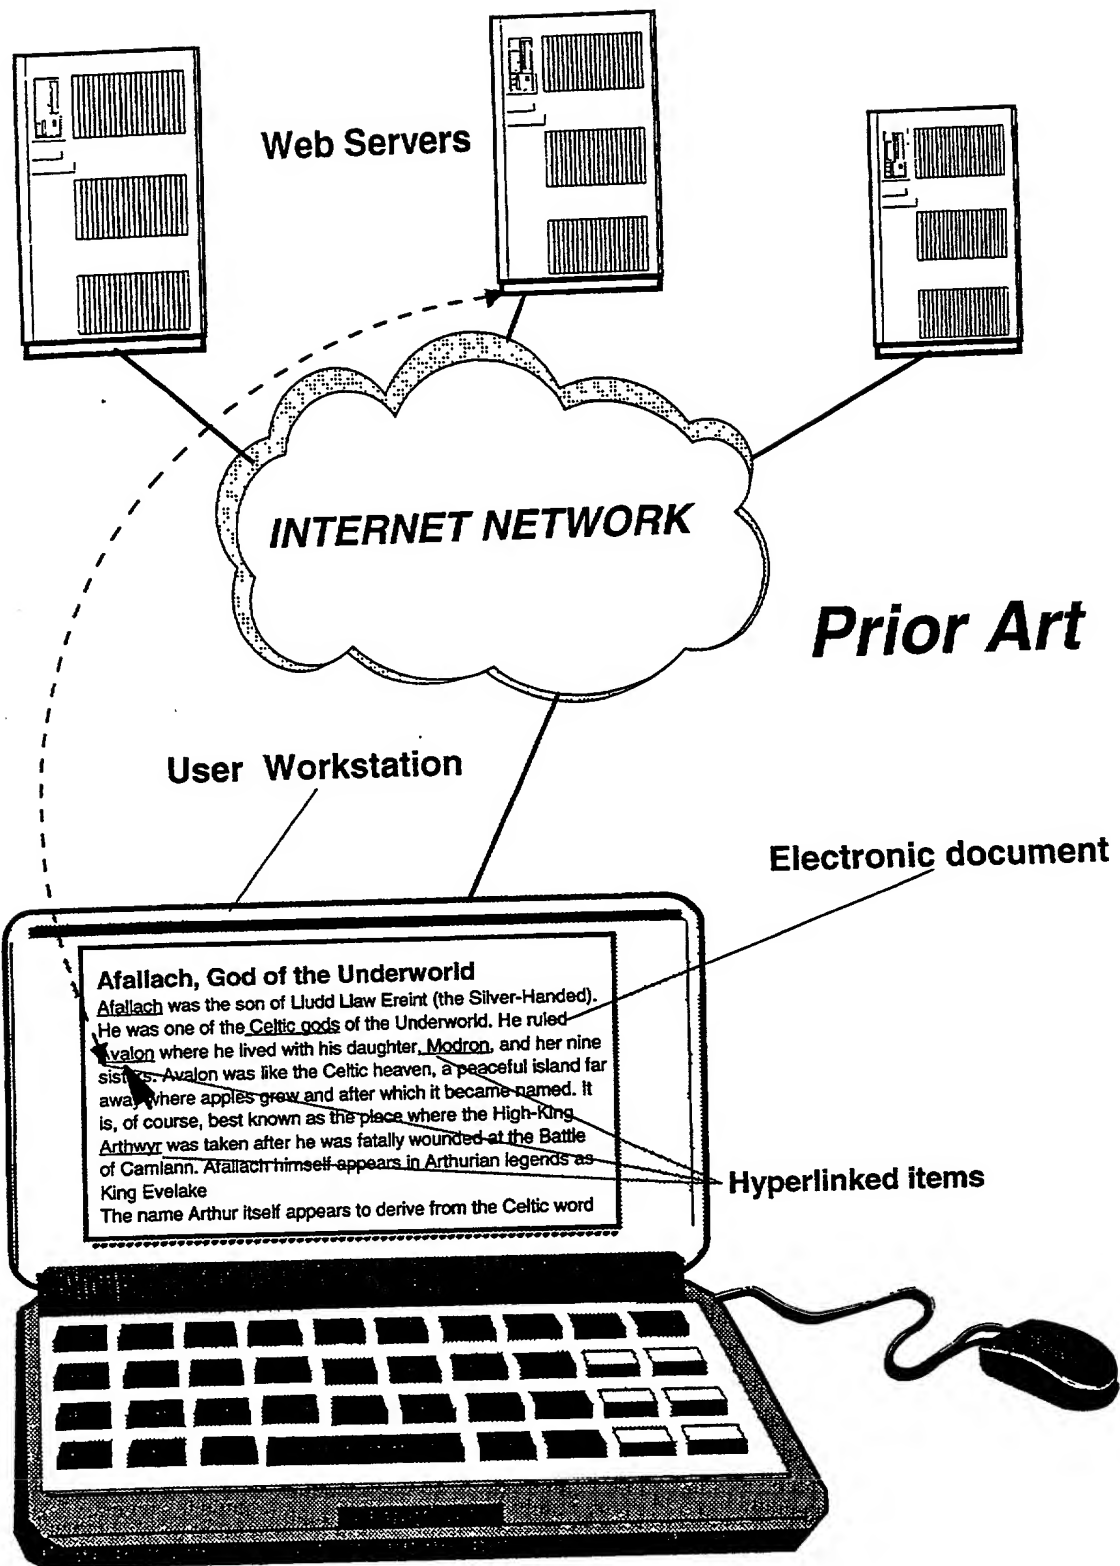 Web Servers
INTERNET NETWORK
Prior Art
User Workstation
Electronic document
Afallach, God of the Underworld
Afallach was the son of Lludd Llaw Ereint (the Silver-Handed).
He was one of the Celtic gods of the Underworld. He ruled
Avalon where he lived with his daughter, Modron, and her nine
sisters. Avalon was like the Celtic heaven, a peaceful island far
away where apples grew and after which it became named. It
is, of course, best known as the place where the High-King
Arthwyr was taken after he was fatally wounded at the Battle
of Camlann. Afallach himself appears in Arthurian legends as
King Evelake
The name Arthur itself appears to derive from the Celtic word
Hyperlinked items